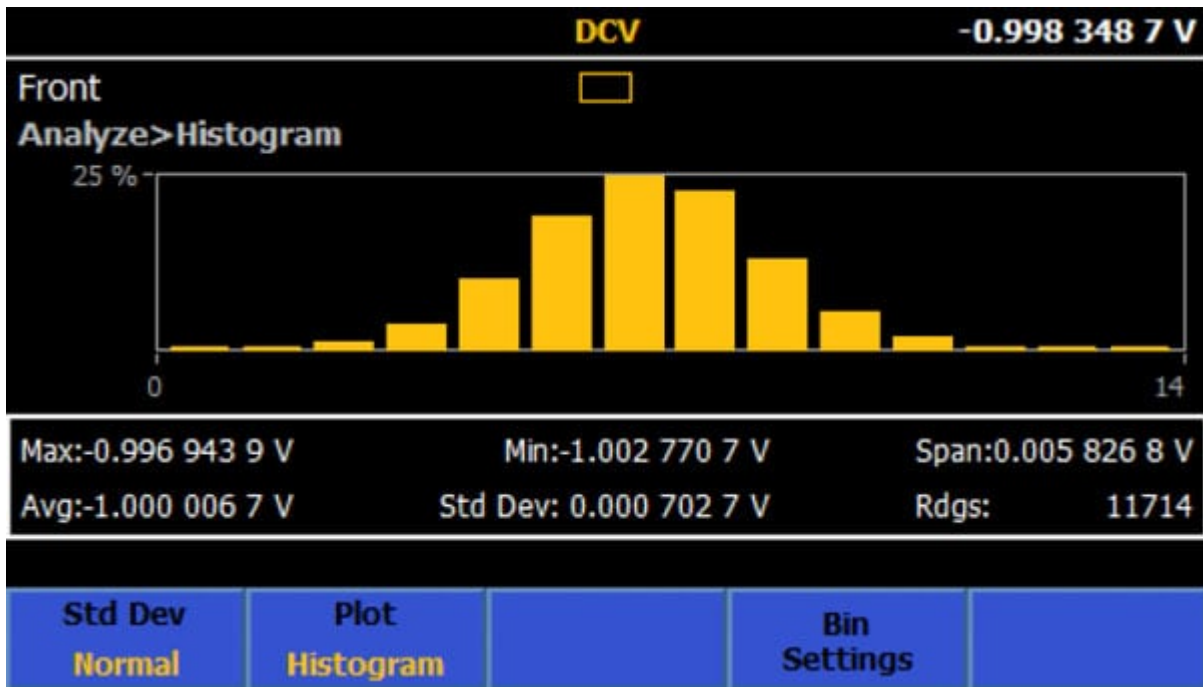 DCV -0.998 348 7 V
Front
Analyze>Histogram
25 %
0 14
Max:-0.996 943 9 V Min:-1.002 770 7 V Span:0.005 826 8 V
Avg:-1.000 006 7 V Std Dev: 0.000 702 7 V Rdgs: 11714
Std Dev Plot Bin
Normal Histogram Settings